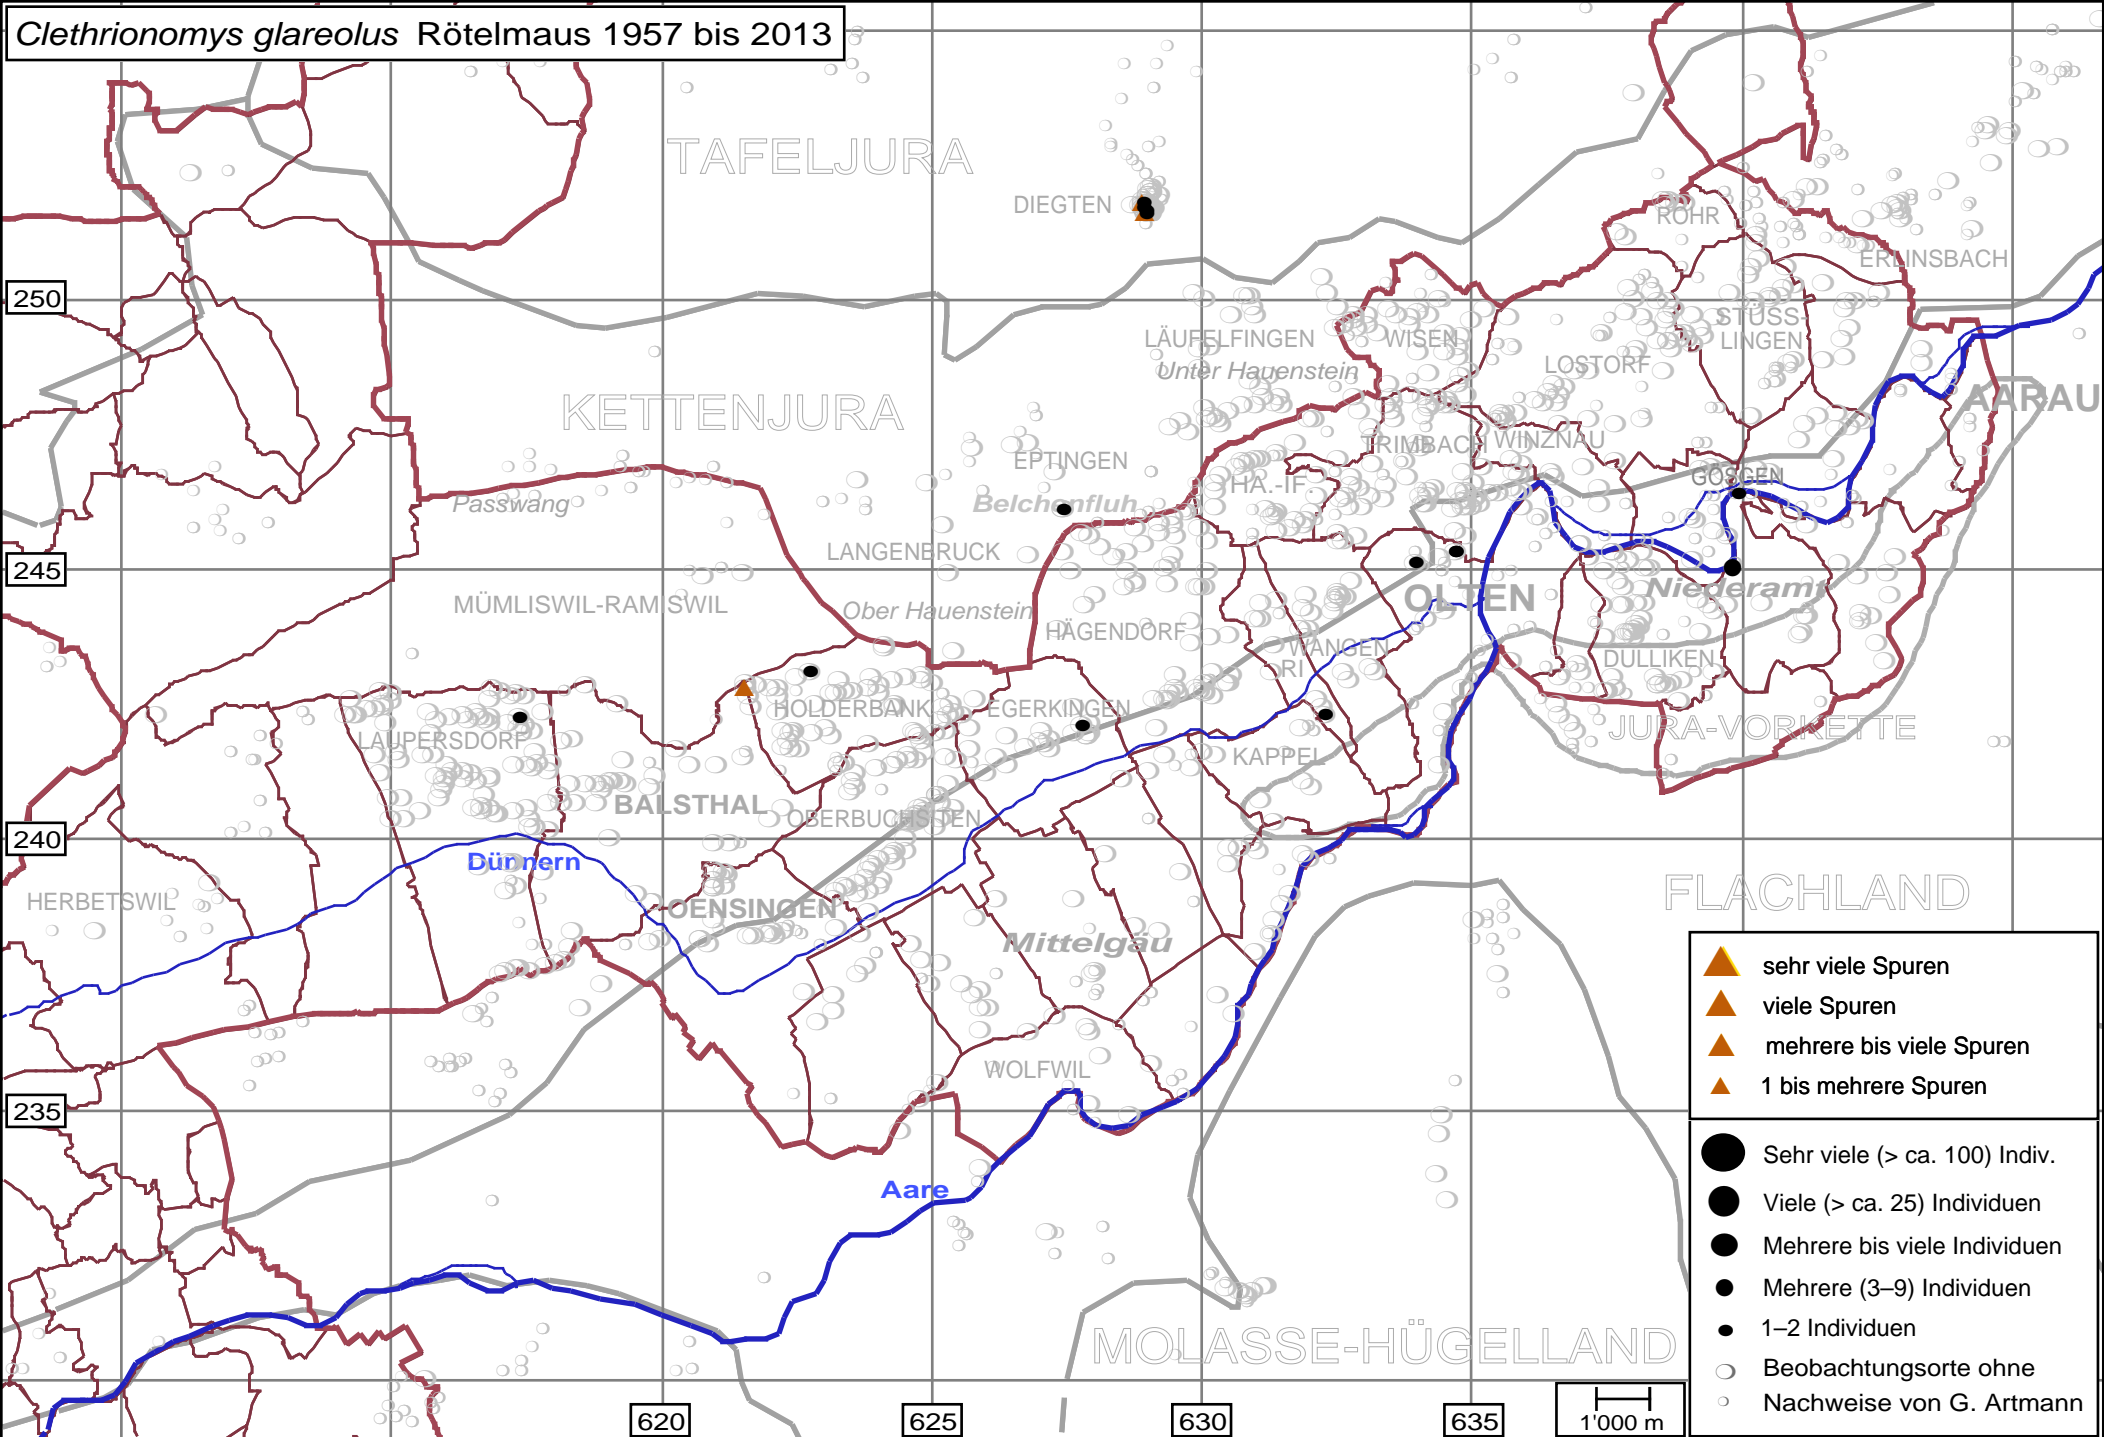 Clethrionomys glareolus Rötelmaus 1957 bis 2013
TAFELJURA
DIEGTEN
ROHR
ERLINSBACH
250
STÜSS-
LINGEN
LÄUFELFINGEN
WISEN
Unter Hauenstein
LOSTORF
AARAU
KETTENJURA
TRIMBACH
WINZNAU
EPTINGEN
GÖSGEN
HA.-IF.
Passwang
Belchenfluh
LANGENBRUCK
245
MÜMLISWIL-RAMISWIL
Ober Hauenstein
OLTEN
Niederamt
HÄGENDORF
WANGEN
RI
DULLIKEN
HOLDERBANK
EGERKINGEN
LAUPERSDORF
JURA-VORKETTE
KAPPEL
BALSTHAL
OBERBUCHSITEN
240
Dünnern
HERBETSWIL
OENSINGEN
FLACHLAND
Mittelgäu
sehr viele Spuren
viele Spuren
mehrere bis viele Spuren
1 bis mehrere Spuren
WOLFWIL
235
Sehr viele (> ca. 100) Indiv.
Viele (> ca. 25) Individuen
Mehrere bis viele Individuen
Mehrere (3–9) Individuen
1–2 Individuen
Beobachtungsorte ohne
Nachweise von G. Artmann
Aare
MOLASSE-HÜGELLAND
620
625
630
635
1'000 m